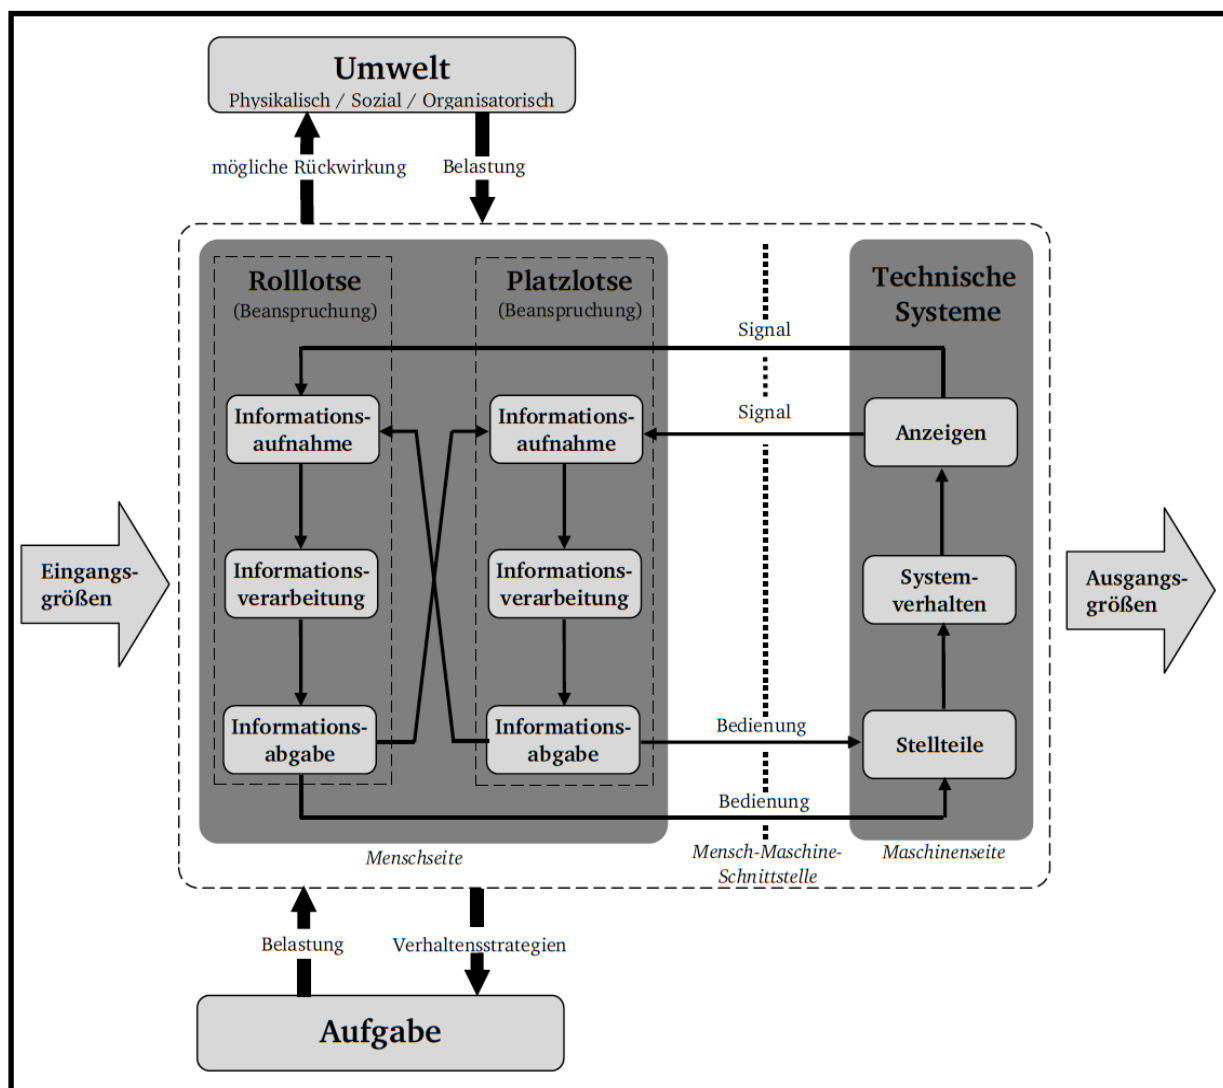 Umwelt
Physikalisch / Sozial / Organisatorisch
mögliche Rückwirkung
Belastung
Rolllotse
(Beanspruchung)
Platzlotse
(Beanspruchung)
Technische
Systeme
Signal
Informations-
aufnahme
Informations-
aufnahme
Signal
Anzeigen
Eingangs-
größen
Informations-
verarbeitung
Informations-
verarbeitung
System-
verhalten
Ausgangs-
größen
Informations-
abgabe
Informations-
abgabe
Bedienung
Stellteile
Bedienung
Menschseite
Mensch-Maschine-
Schnittstelle
Maschinenseite
Belastung
Verhaltensstrategien
Aufgabe